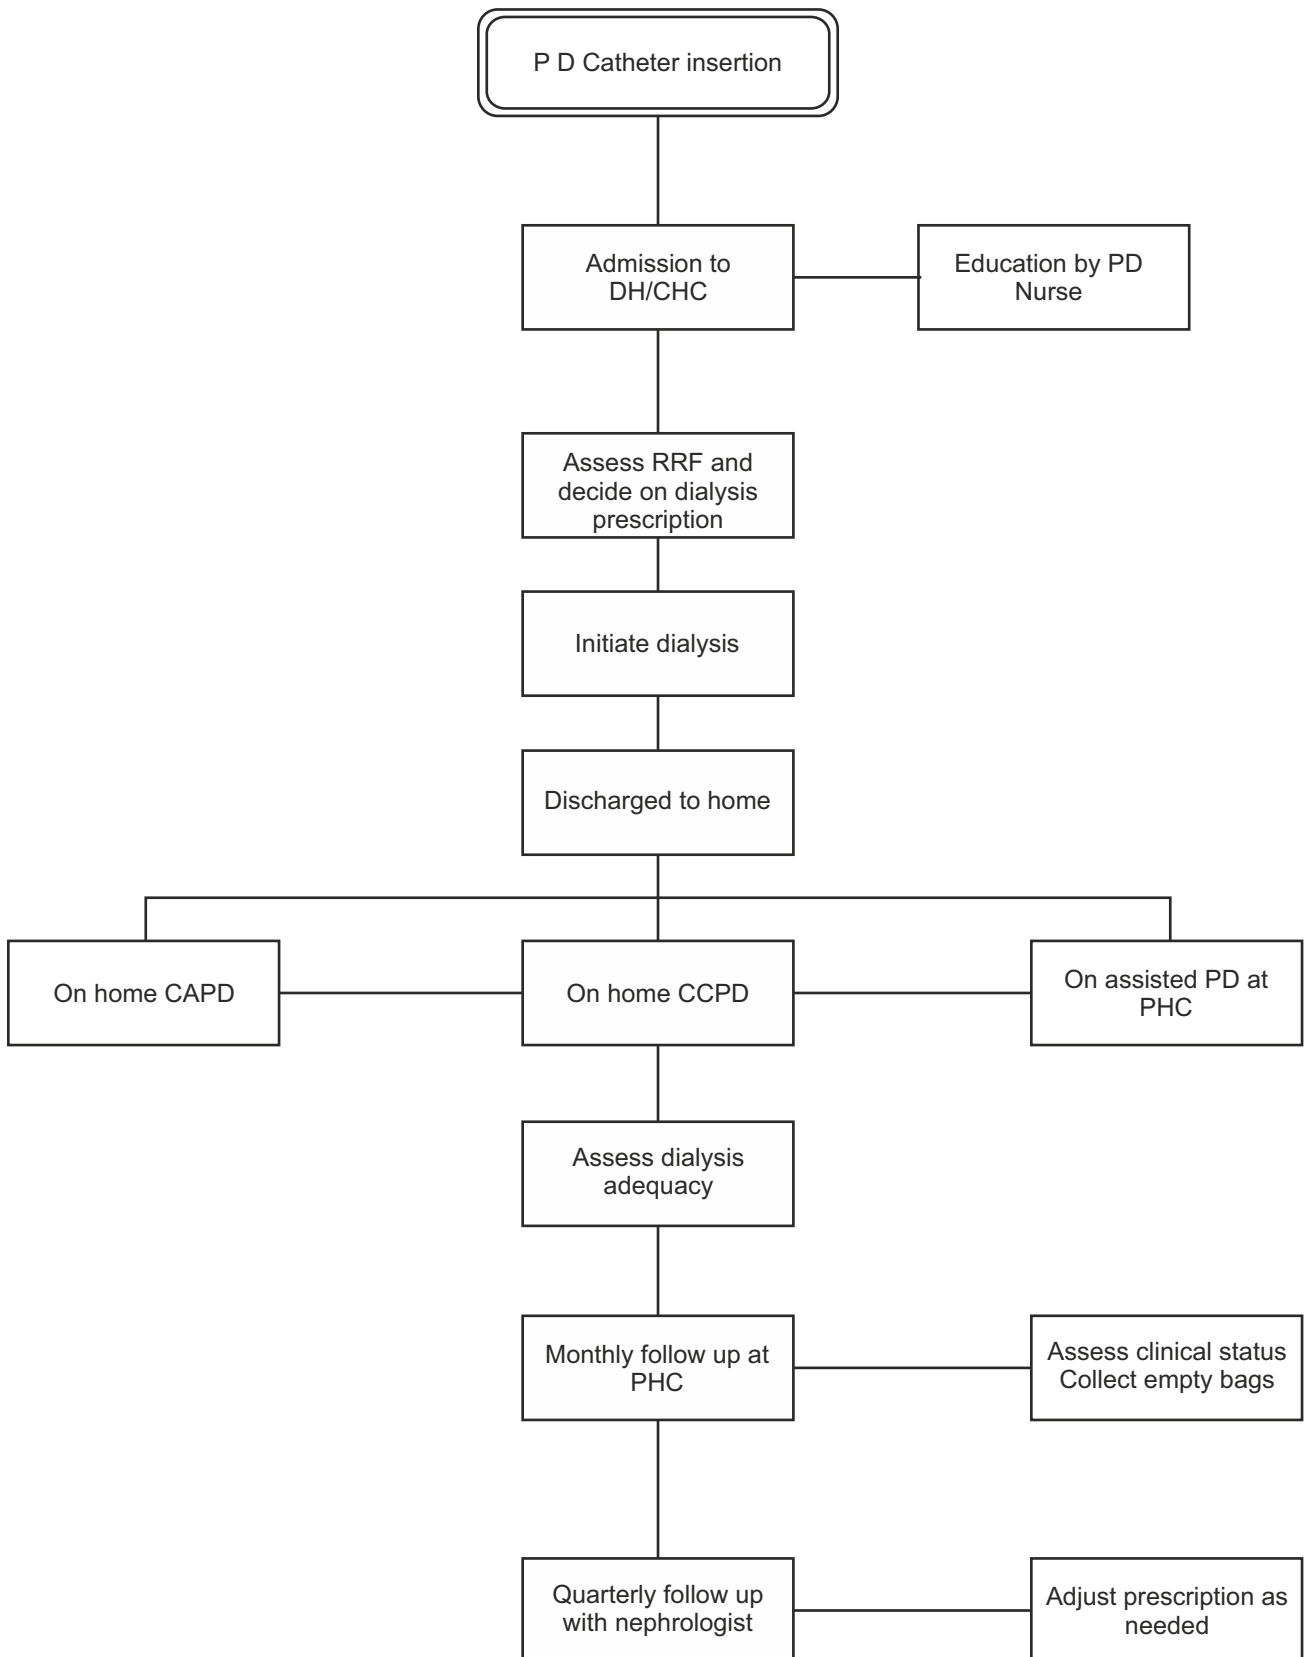 P D Catheter insertion
Admission to
DH/CHC
Education by PD
Nurse
Assess RRF and
decide on dialysis
prescription
Initiate dialysis
Discharged to home
On home CAPD
On home CCPD
On assisted PD at
PHC
Assess dialysis
adequacy
Monthly follow up at
PHC
Assess clinical status
Collect empty bags
Quarterly follow up
with nephrologist
Adjust prescription as
needed